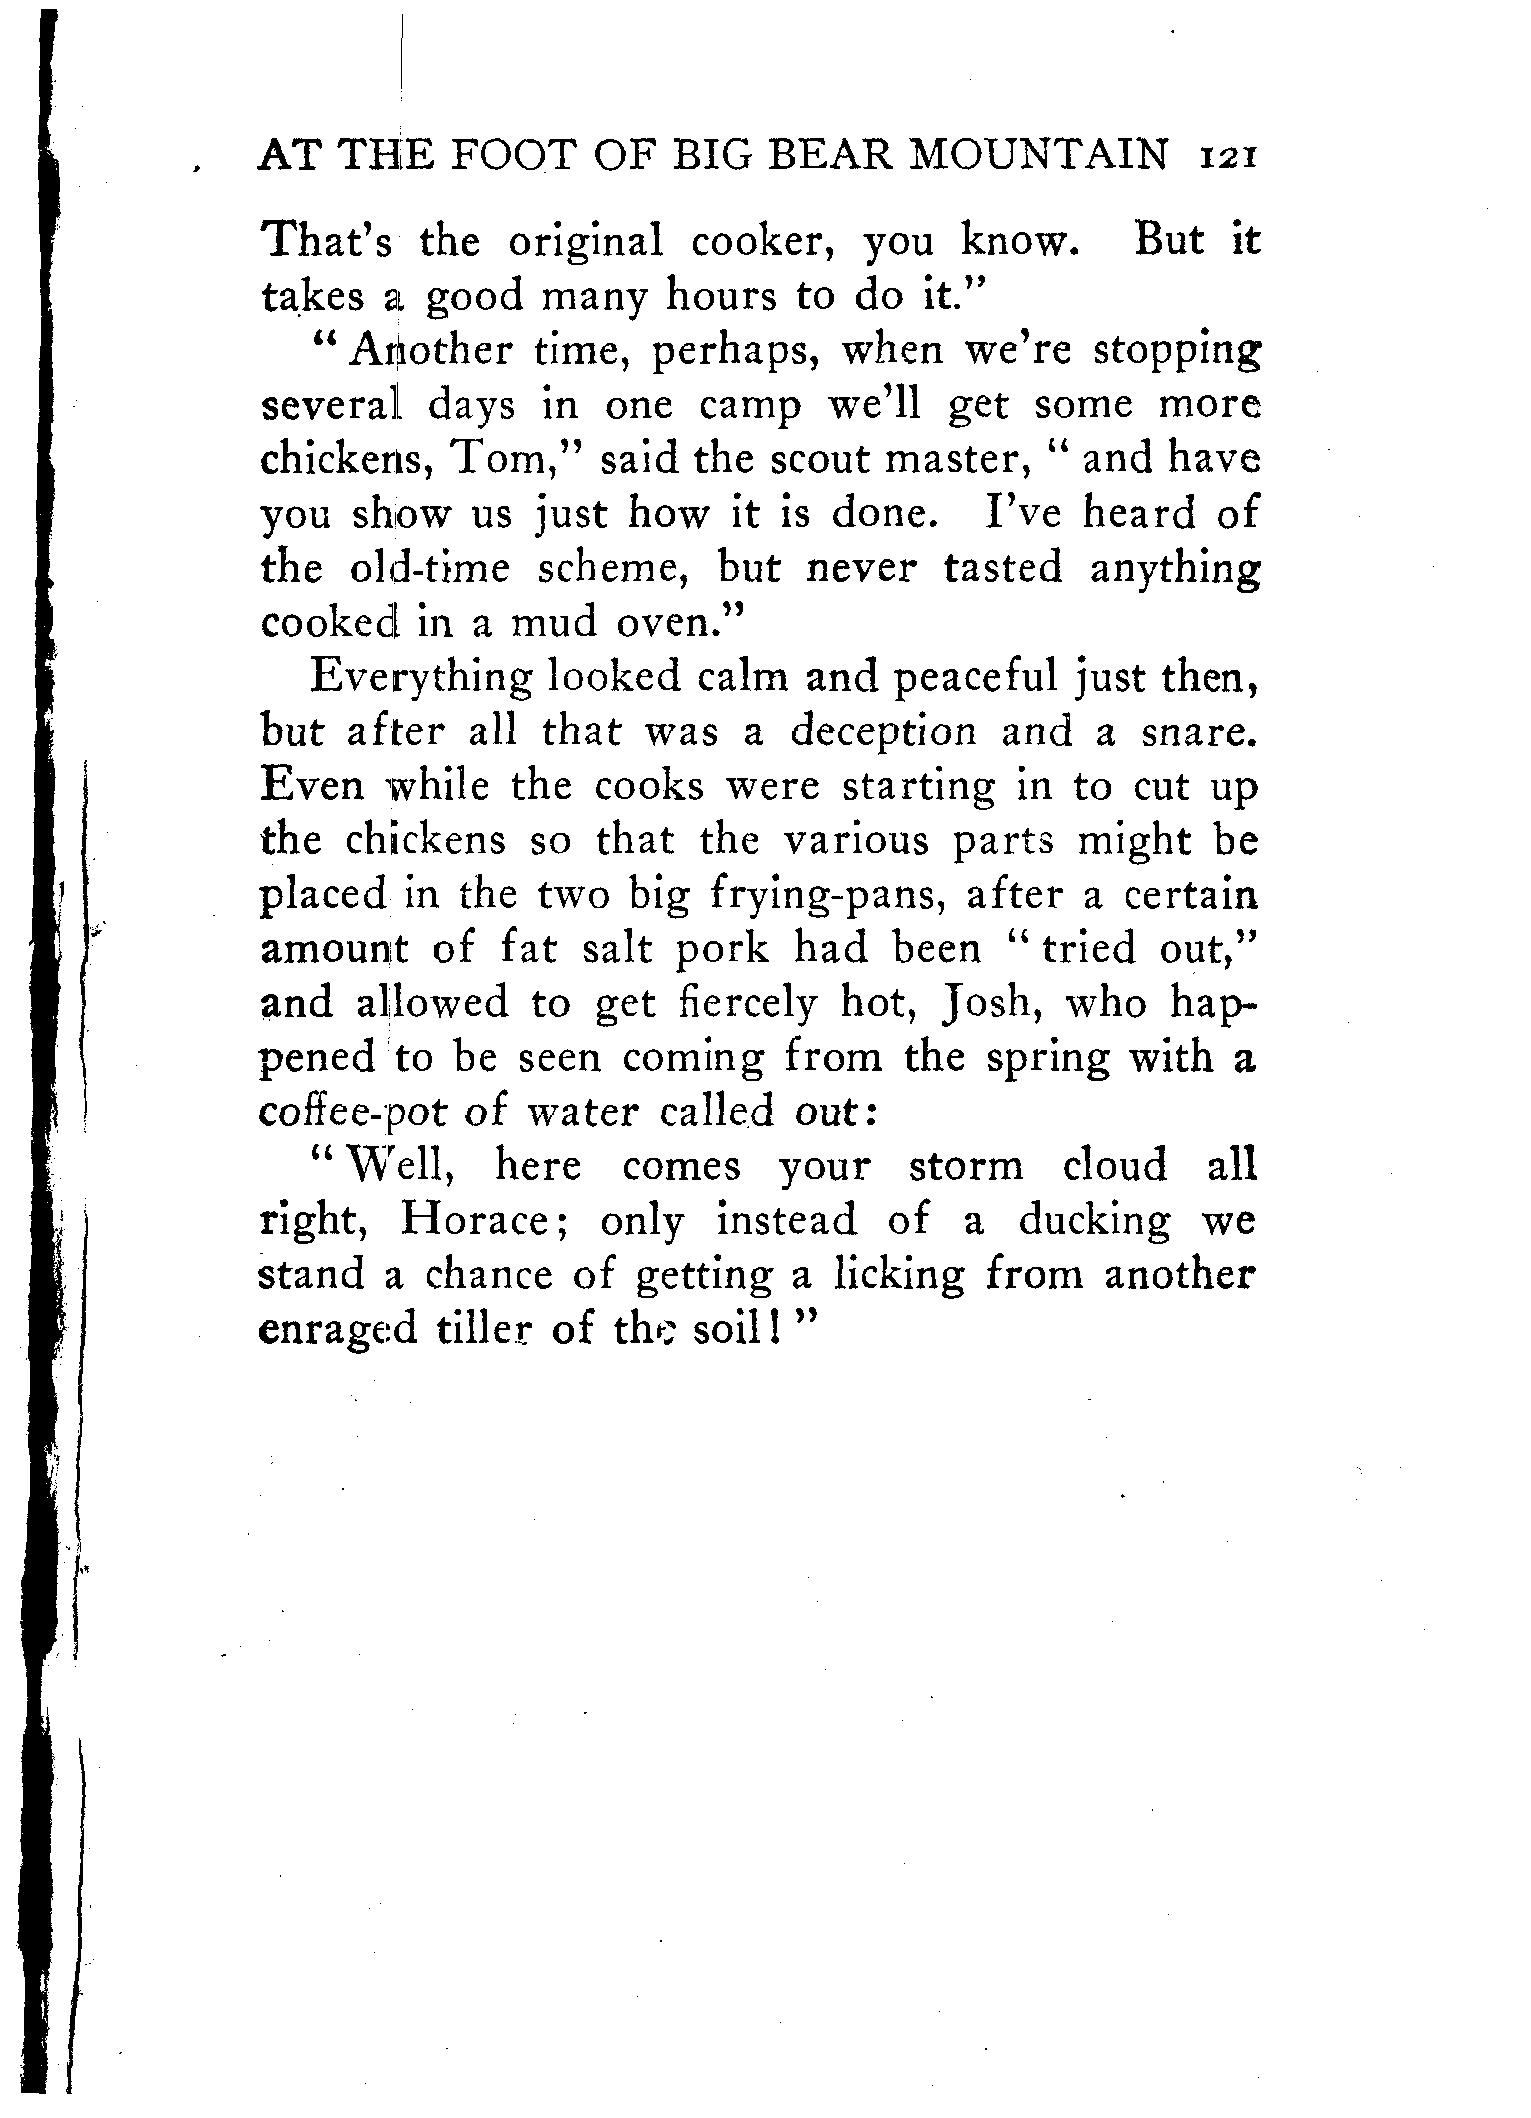 AT THE FOOT OF BIG BEAR MOUNTAIN 121
That's the original cooker, you know. But it
takes a good many hours to do it."
"Another time, perhaps, when we're stopping
several days in one camp we'll get some more
chickens, Tom," said the scout master, "and have
you show us just how it is done. I've heard of
the old-time scheme, but never tasted anything
cooked in a mud oven."
Everything looked calm and peaceful just then,
but after all that was a deception and a snare.
Even while the cooks were starting in to cut up
the chickens so that the various parts might be
placed in the two big frying-pans, after a certain
amount of fat salt pork had been "tried out,"
and allowed to get fiercely hot, Josh, who hap-
pened to be seen coming from the spring with a
coffee-pot of water called out:
"Well, here comes your storm cloud all
right, Horace; only instead of a ducking we
stand a chance of getting a licking from another
enraged tiller of the soil!"